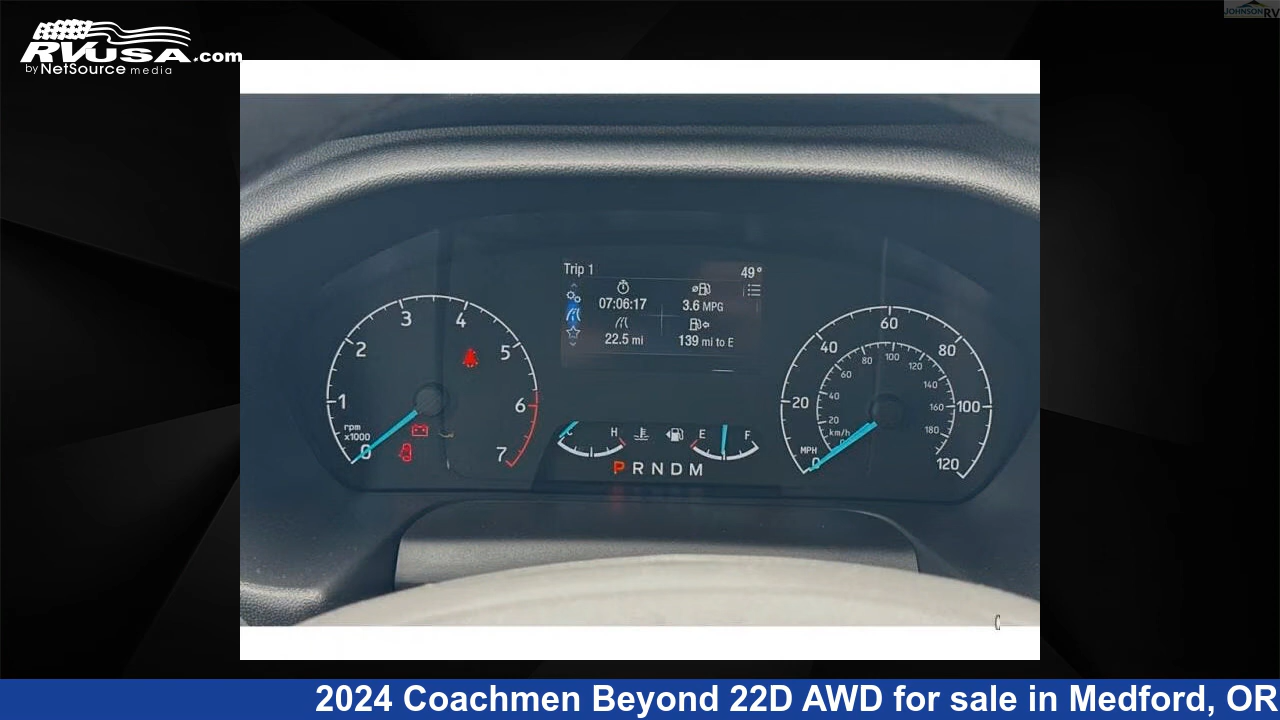 JOHNSON RV
RVUSA.com
by NetSource media
Trip 1
49°
07:06:17
3.6 MPG
22.5 mi
139 mi to E
rpm
x1000
0
1
2
3
4
5
6
7
C
H
E
F
P R N D M
MPH
0
20
40
60
80
100
120
km/h
0
20
40
60
80
100
120
140
160
180
2024 Coachmen Beyond 22D AWD for sale in Medford, OR